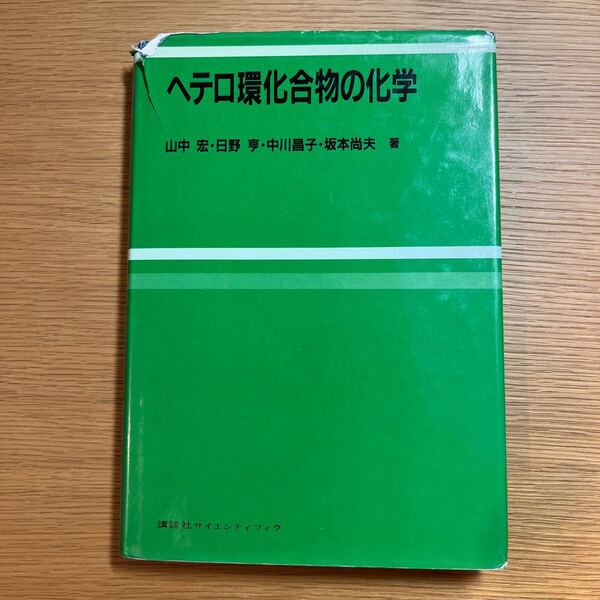 ヘテロ環化合物の化学
山中 宏・日野 亨・中川昌子・坂本尚夫 著
講談社サイエンティフィク